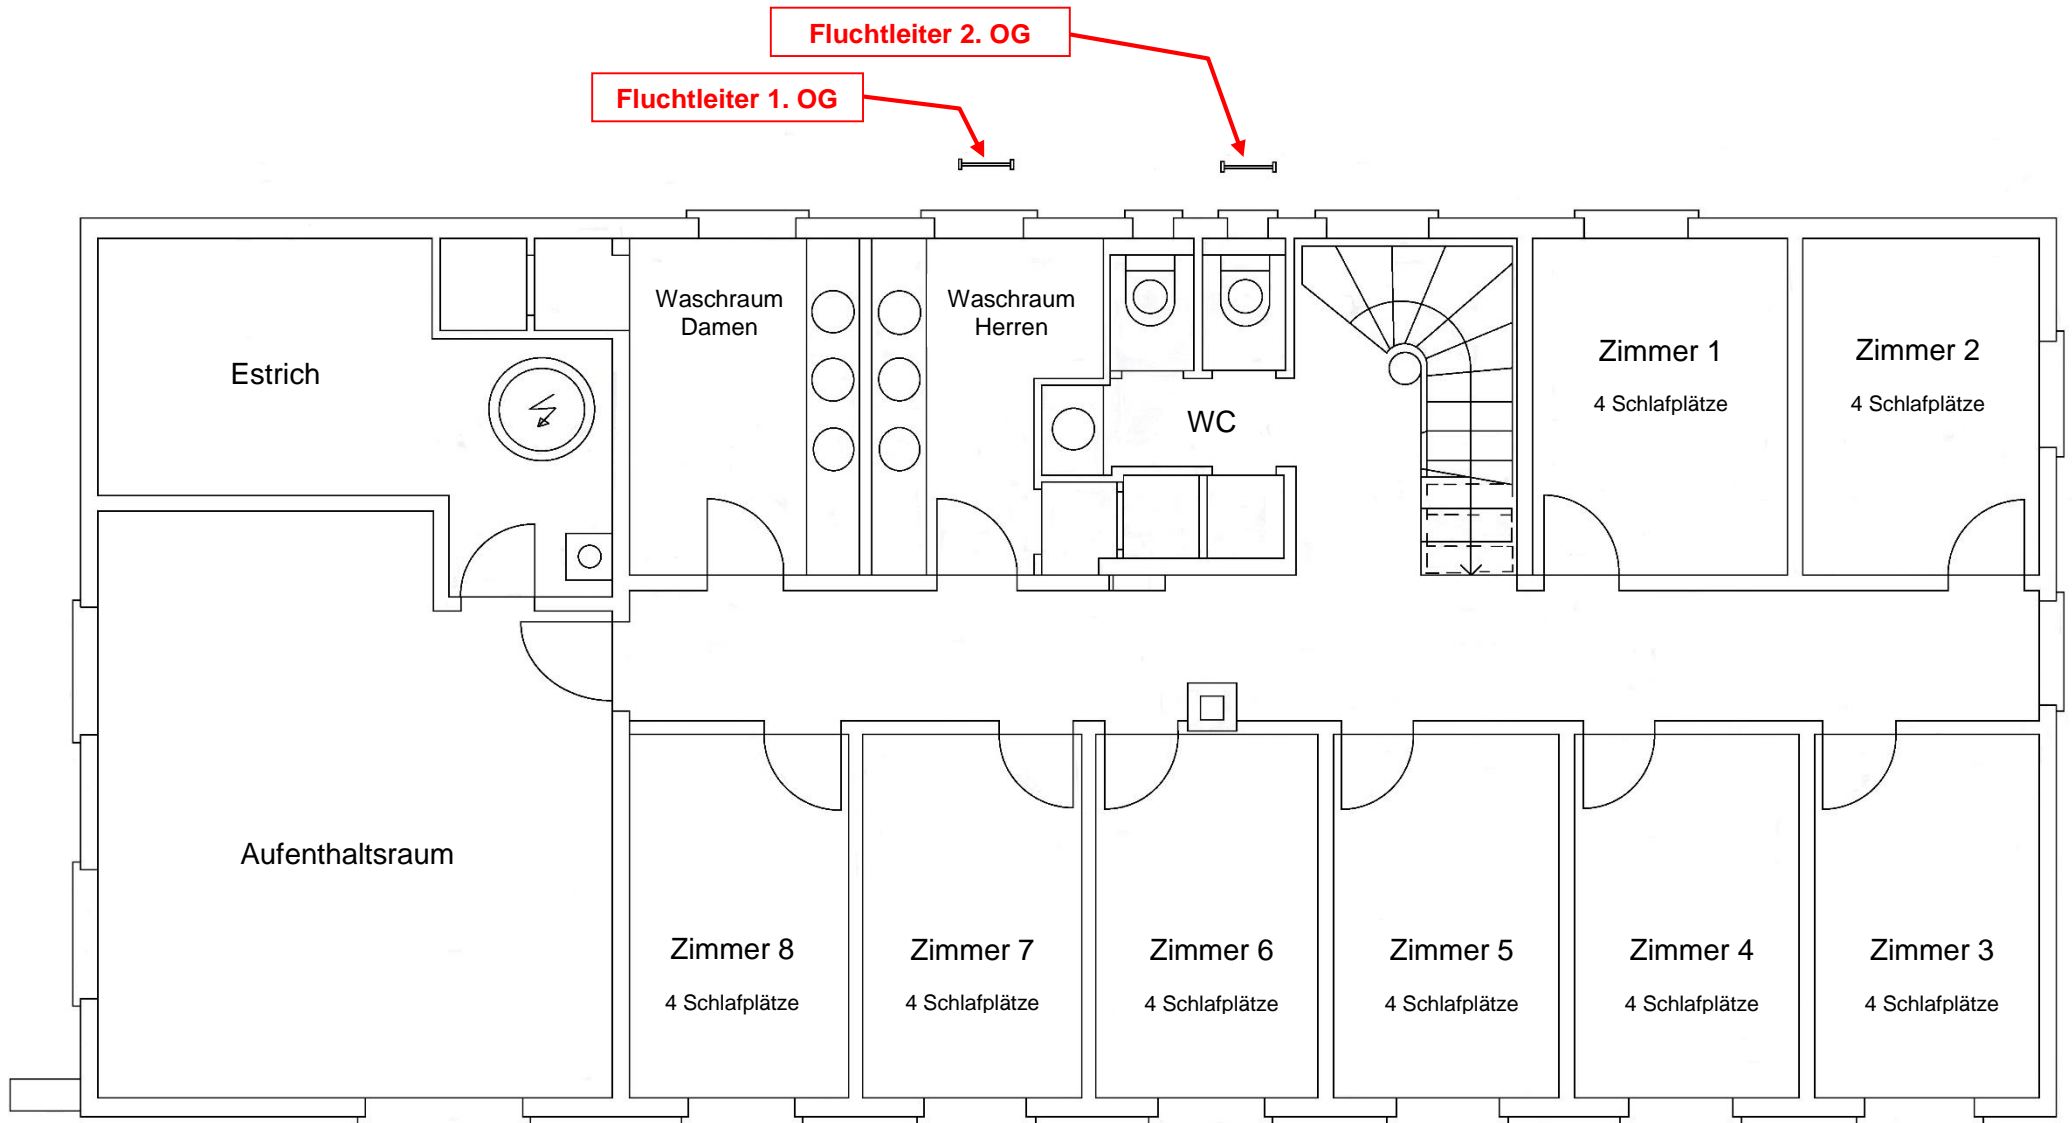 Fluchtleiter 2. OG
Fluchtleiter 1. OG
Waschraum
Damen
Waschraum
Herren
Estrich
WC
Zimmer 1
4 Schlafplätze
Zimmer 2
4 Schlafplätze
Aufenthaltsraum
Zimmer 8
4 Schlafplätze
Zimmer 7
4 Schlafplätze
Zimmer 6
4 Schlafplätze
Zimmer 5
4 Schlafplätze
Zimmer 4
4 Schlafplätze
Zimmer 3
4 Schlafplätze